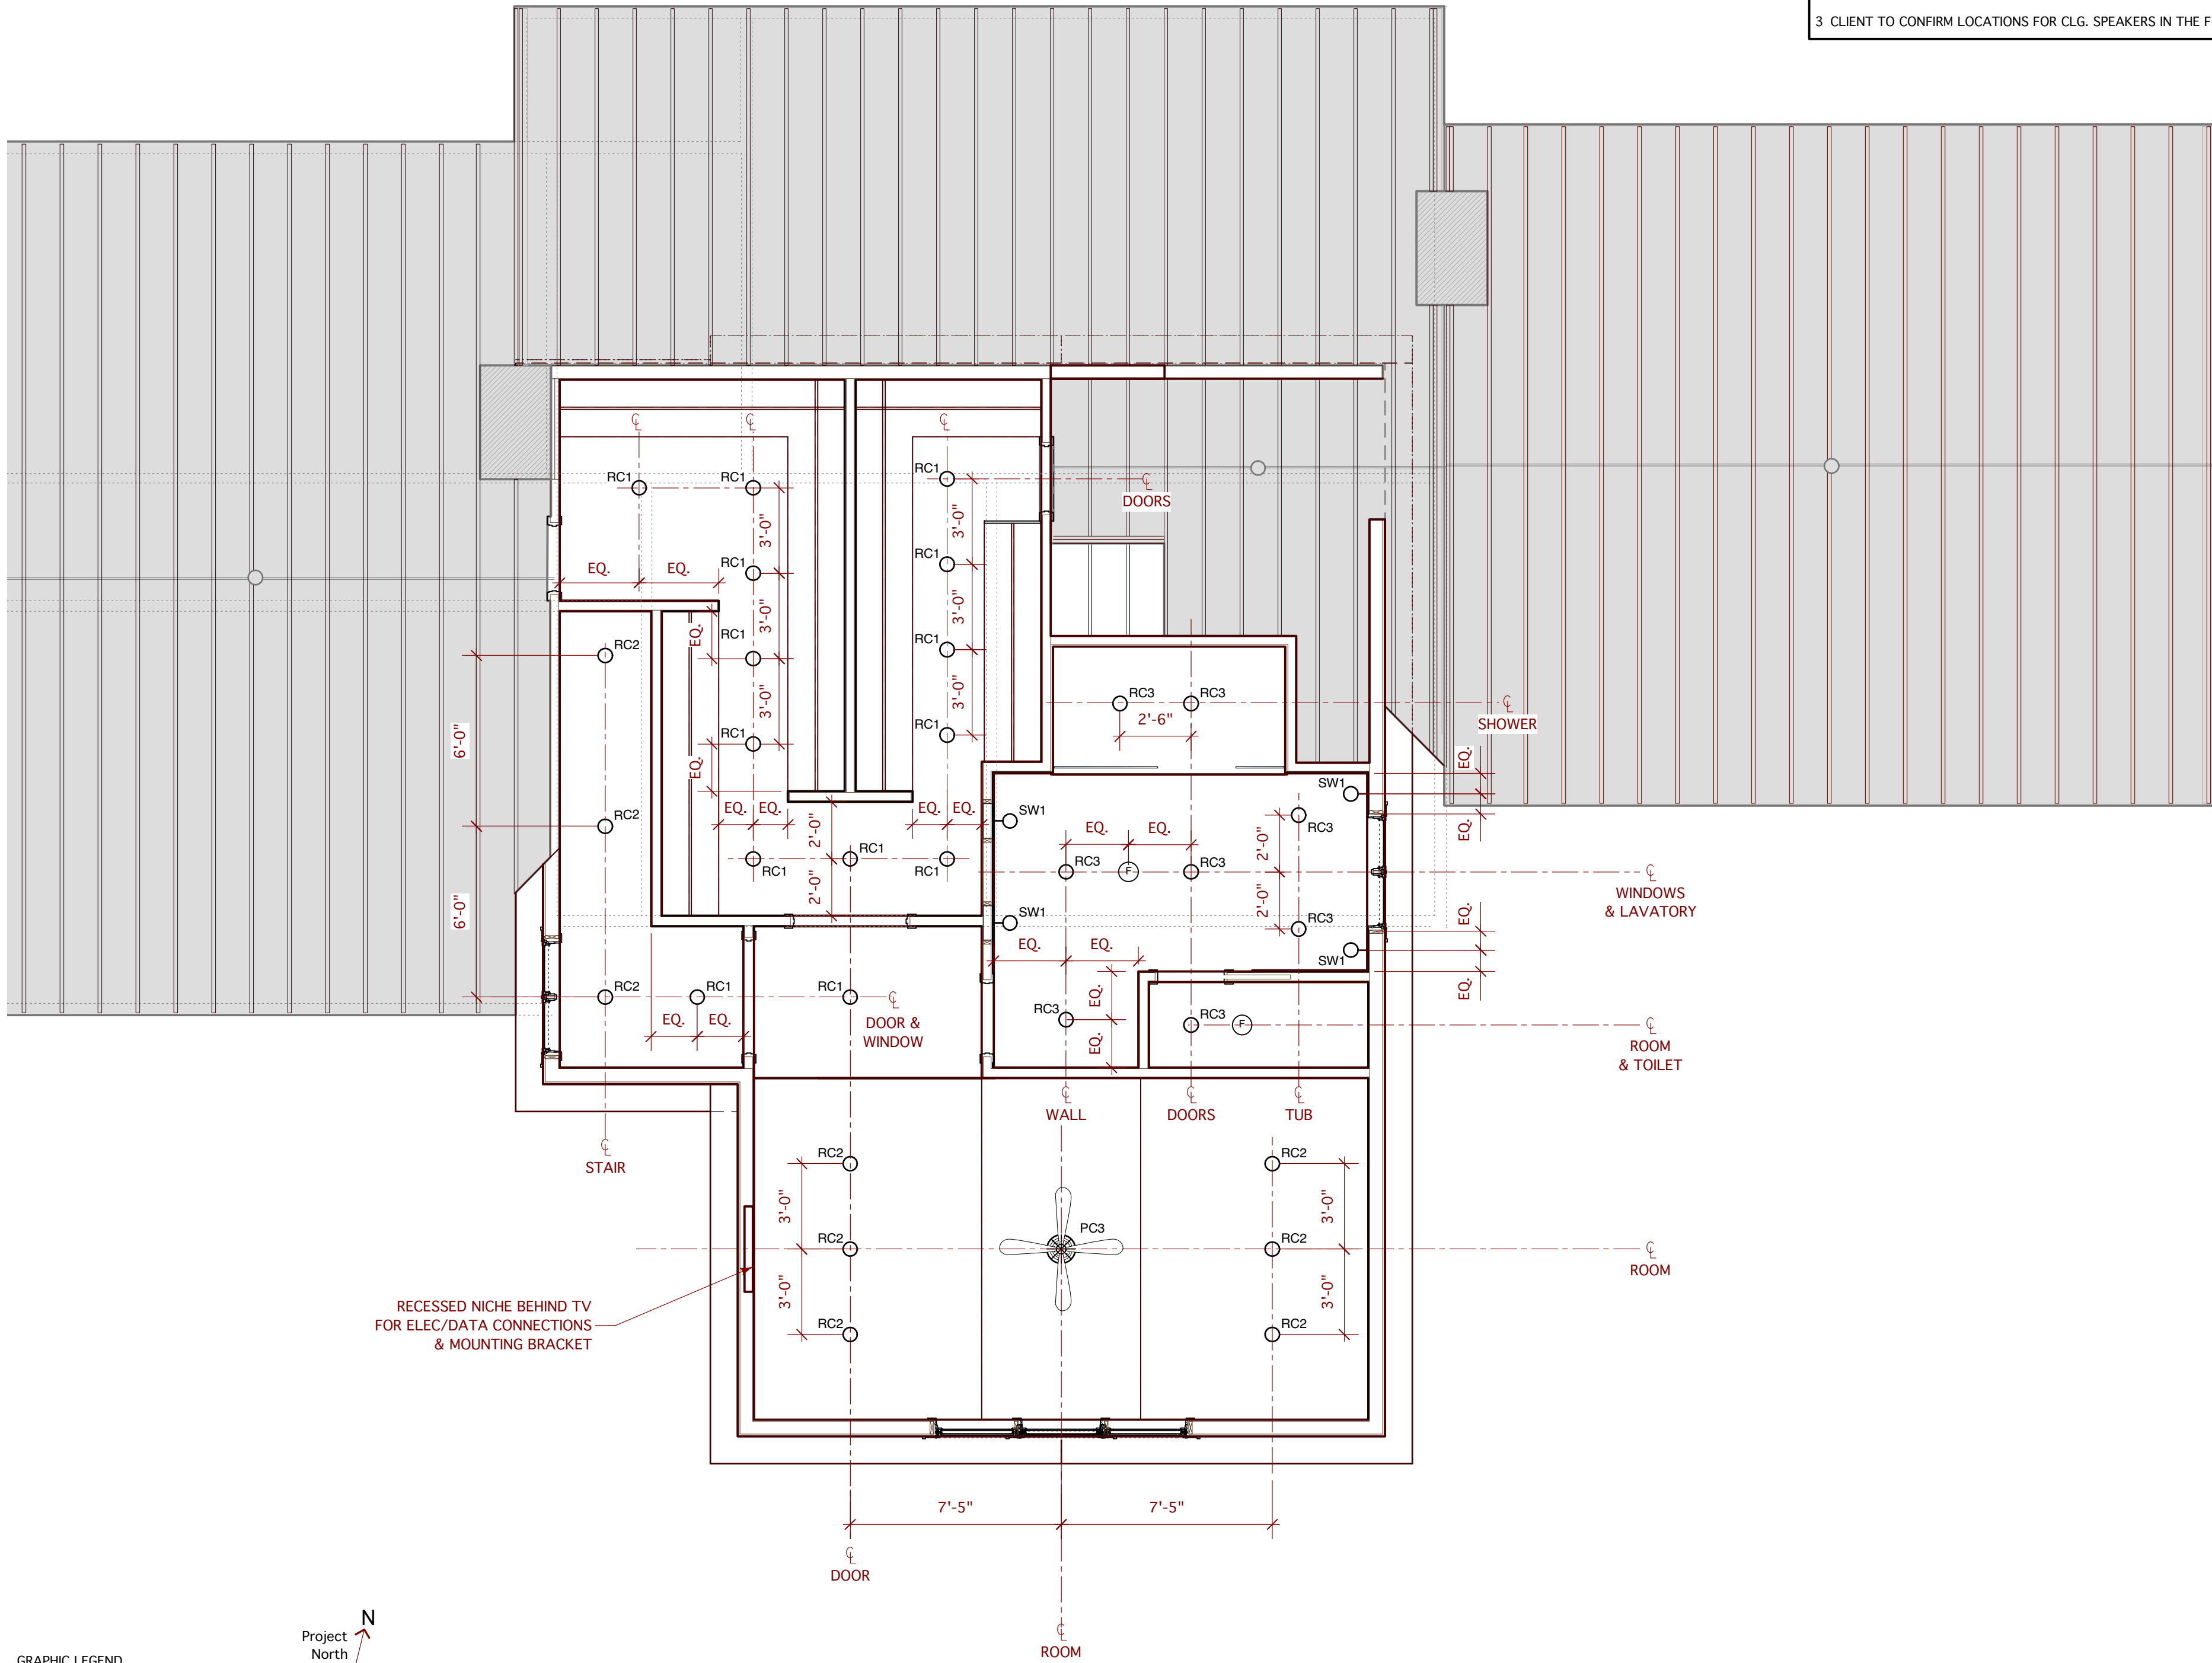 3 CLIENT TO CONFIRM LOCATIONS FOR CLG. SPEAKERS IN THE F
RC1
RC1
RC1
DOORS
3'-0"
3'-0"
EQ.
EQ.
RC1
RC1
3'-0"
3'-0"
EQ.
RC1
RC2
RC1
3'-0"
3'-0"
RC3
RC3
2'-6"
SHOWER
6'-0"
RC1
RC1
EQ.
EQ.
SW1
RC2
EQ.
EQ.
EQ.
EQ.
SW1
RC3
2'-0"
EQ.
EQ.
2'-0"
EQ.
RC1
RC1
RC1
RC3
RC3
F
WINDOWS
& LAVATORY
6'-0"
2'-0"
SW1
2'-0"
RC3
EQ.
EQ.
EQ.
SW1
EQ.
RC2
RC1
RC1
EQ.
RC3
RC3
F
EQ.
EQ.
DOOR &
WINDOW
EQ.
ROOM
& TOILET
WALL
DOORS
TUB
STAIR
RC2
RC2
3'-0"
3'-0"
PC3
RC2
RC2
ROOM
3'-0"
3'-0"
RECESSED NICHE BEHIND TV
FOR ELEC/DATA CONNECTIONS
& MOUNTING BRACKET
RC2
RC2
7'-5"
7'-5"
DOOR
N
Project
North
ROOM
GRAPHIC LEGEND